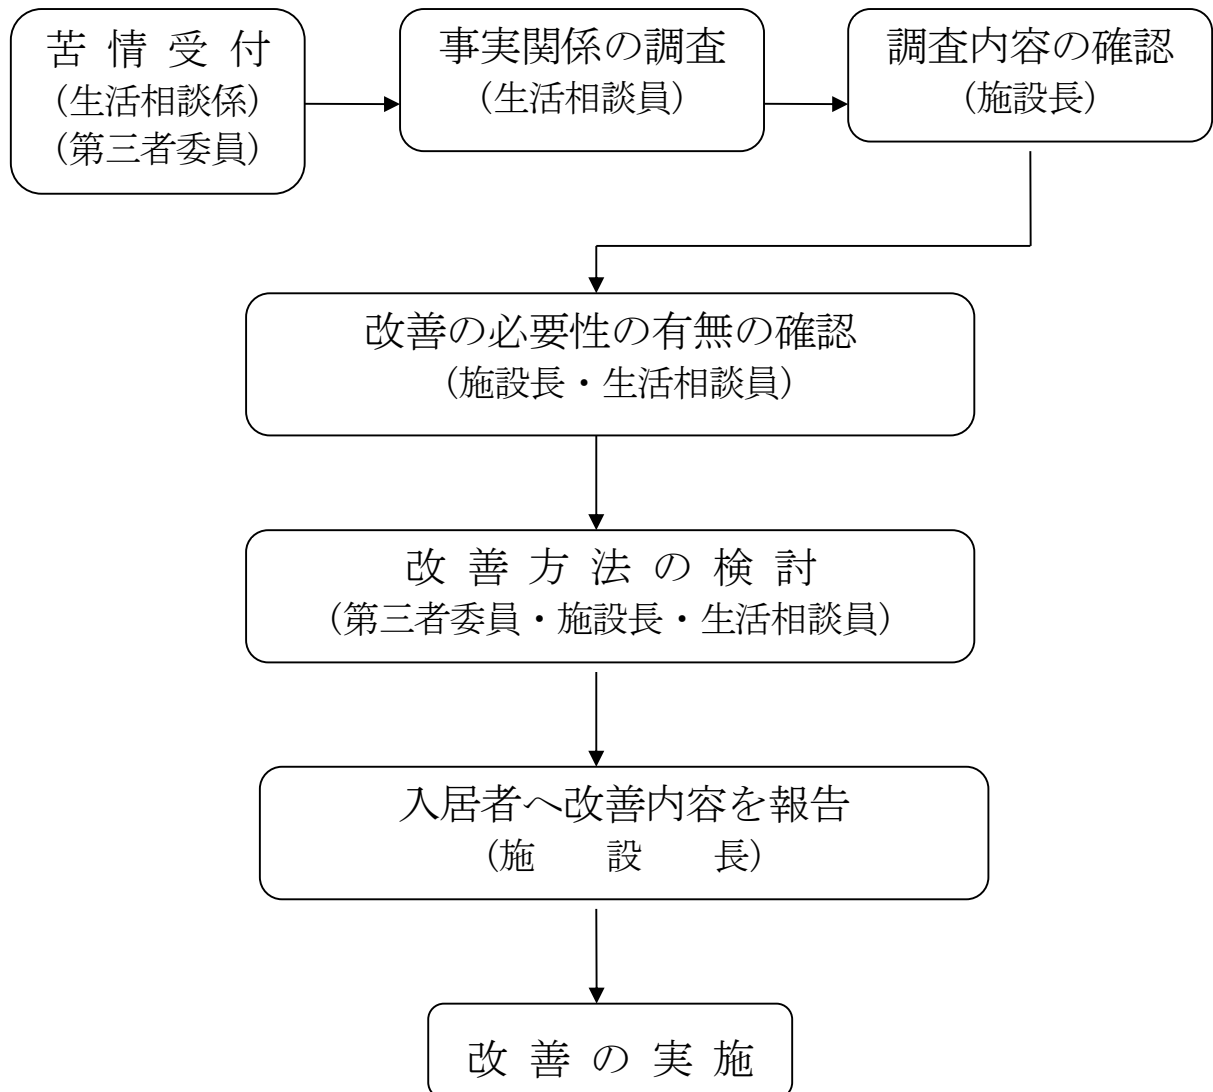 苦 情 受 付
（生活相談係）
（第三者委員）
事実関係の調査
（生活相談員）
調査内容の確認
（施設長）
改善の必要性の有無の確認
（施設長・生活相談員）
改 善 方 法 の 検 討
（第三者委員・施設長・生活相談員）
入居者へ改善内容を報告
（施　設　長）
改 善 の 実 施